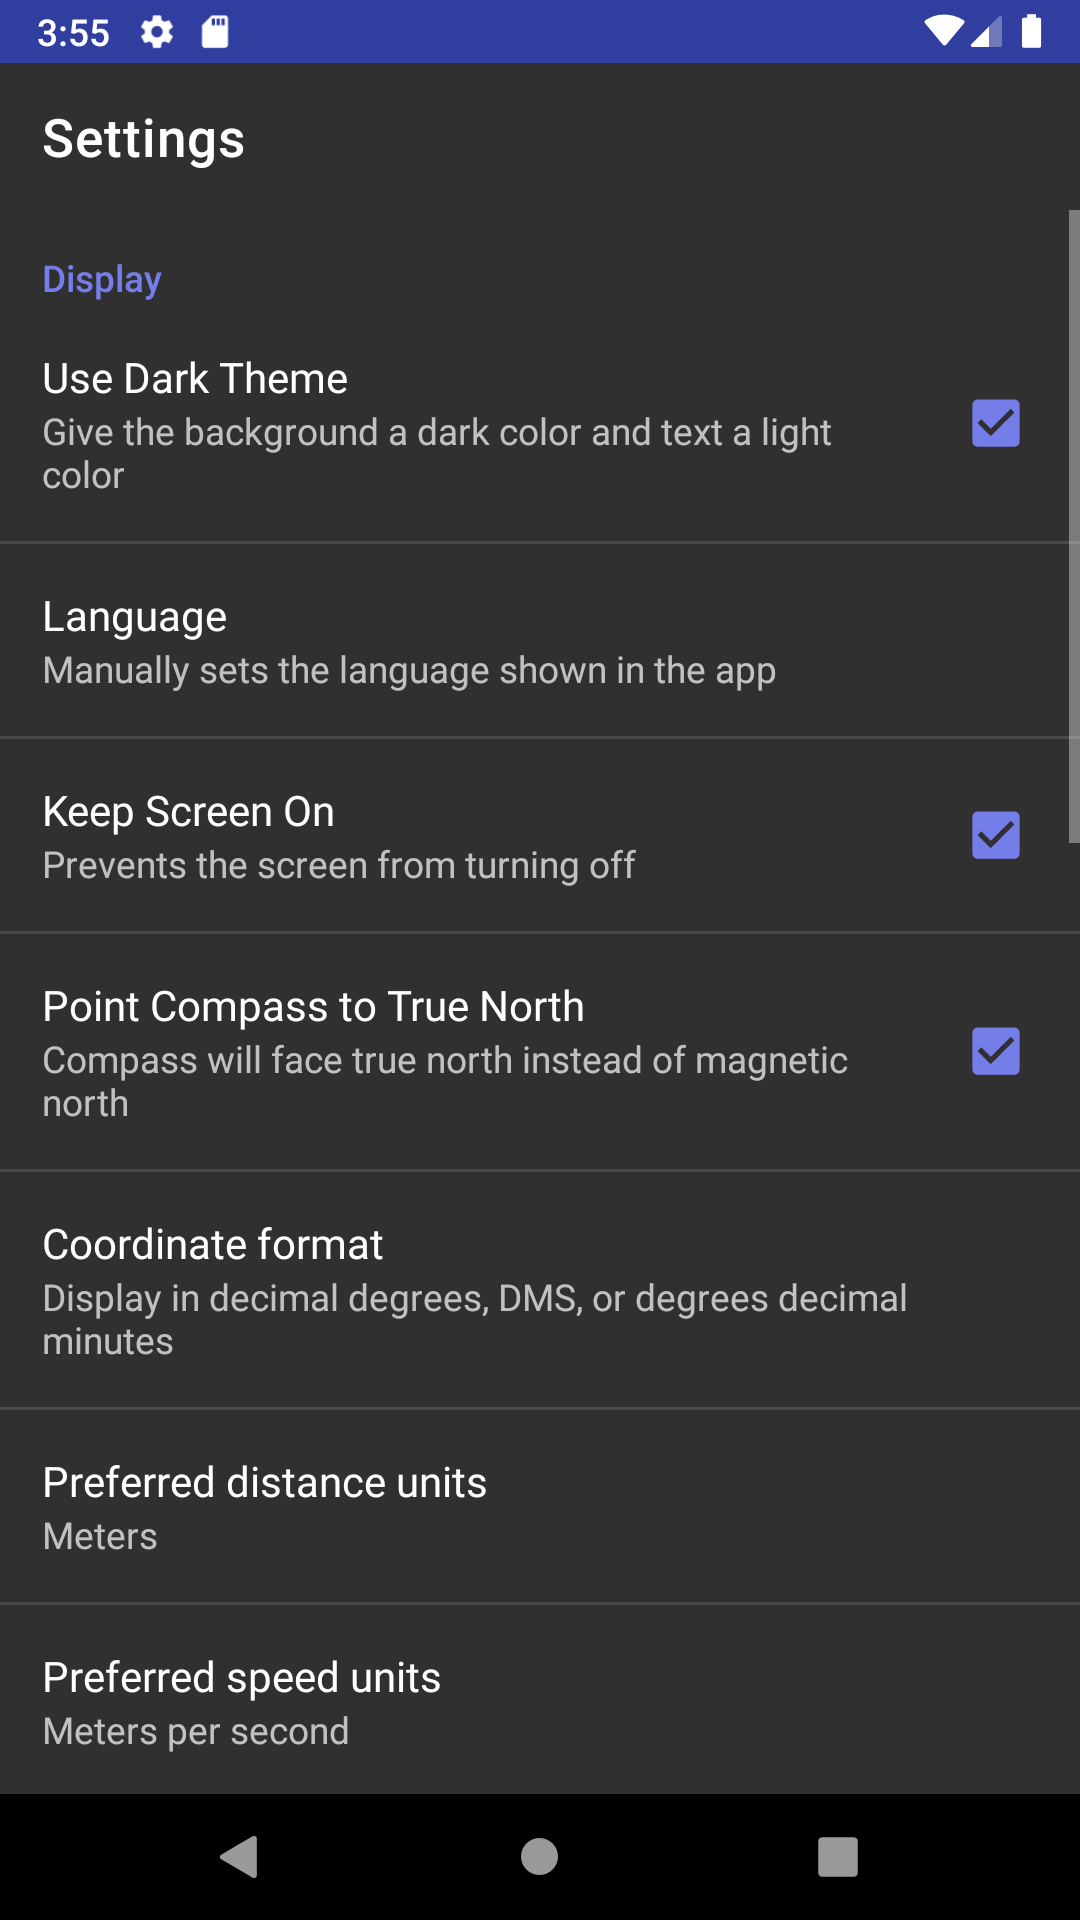 3:55
Settings
Display
Use Dark Theme
Give the background a dark color and text a light
color
Language
Manually sets the language shown in the app
Keep Screen On
Prevents the screen from turning off
Point Compass to True North
Compass will face true north instead of magnetic
north
Coordinate format
Display in decimal degrees, DMS, or degrees decimal
minutes
Preferred distance units
Meters
Preferred speed units
Meters per second